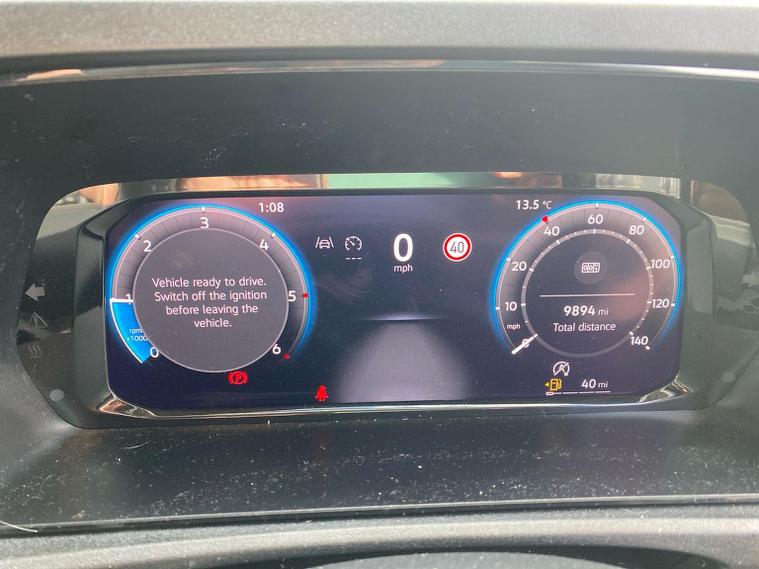 1:08
13.5 °C
Vehicle ready to drive.
Switch off the ignition
before leaving the
vehicle.
rpm
x1000
0
1
2
3
4
5
6
0
mph
40
mph
0
10
20
40
60
80
100
120
140
9894 mi
Total distance
P
A
40 mi